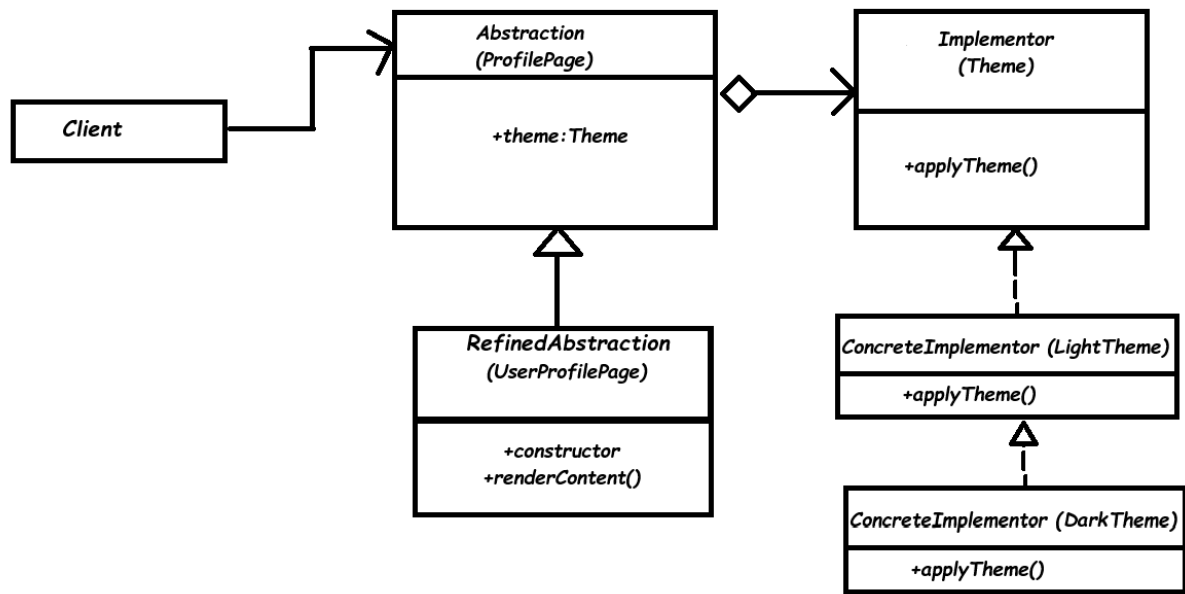 Client
Abstraction
(ProfilePage)
+theme:Theme
Implementor
(Theme)
+applyTheme()
RefinedAbstraction
(UserProfilePage)
+constructor
+renderContent()
ConcreteImplementor (LightTheme)
+applyTheme()
ConcreteImplementor (DarkTheme)
+applyTheme()